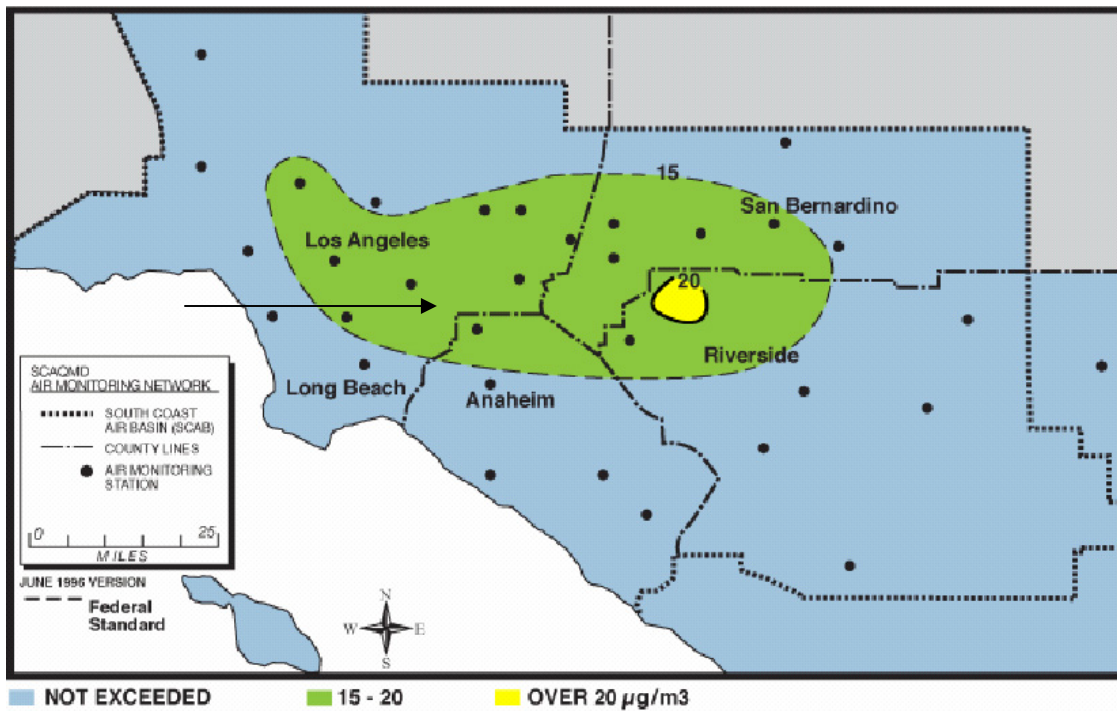 15
San Bernardino
Los Angeles
20
Riverside
Long Beach
Anaheim
SCAQMD
AIR MONITORING NETWORK
SOUTH COAST
AIR BASIN (SCAB)
COUNTY LINES
AIR MONITORING
STATION
0 25
MILES
JUNE 1996 VERSION
Federal
Standard
N
W E
S
NOT EXCEEDED 15 - 20 OVER 20 µg/m3